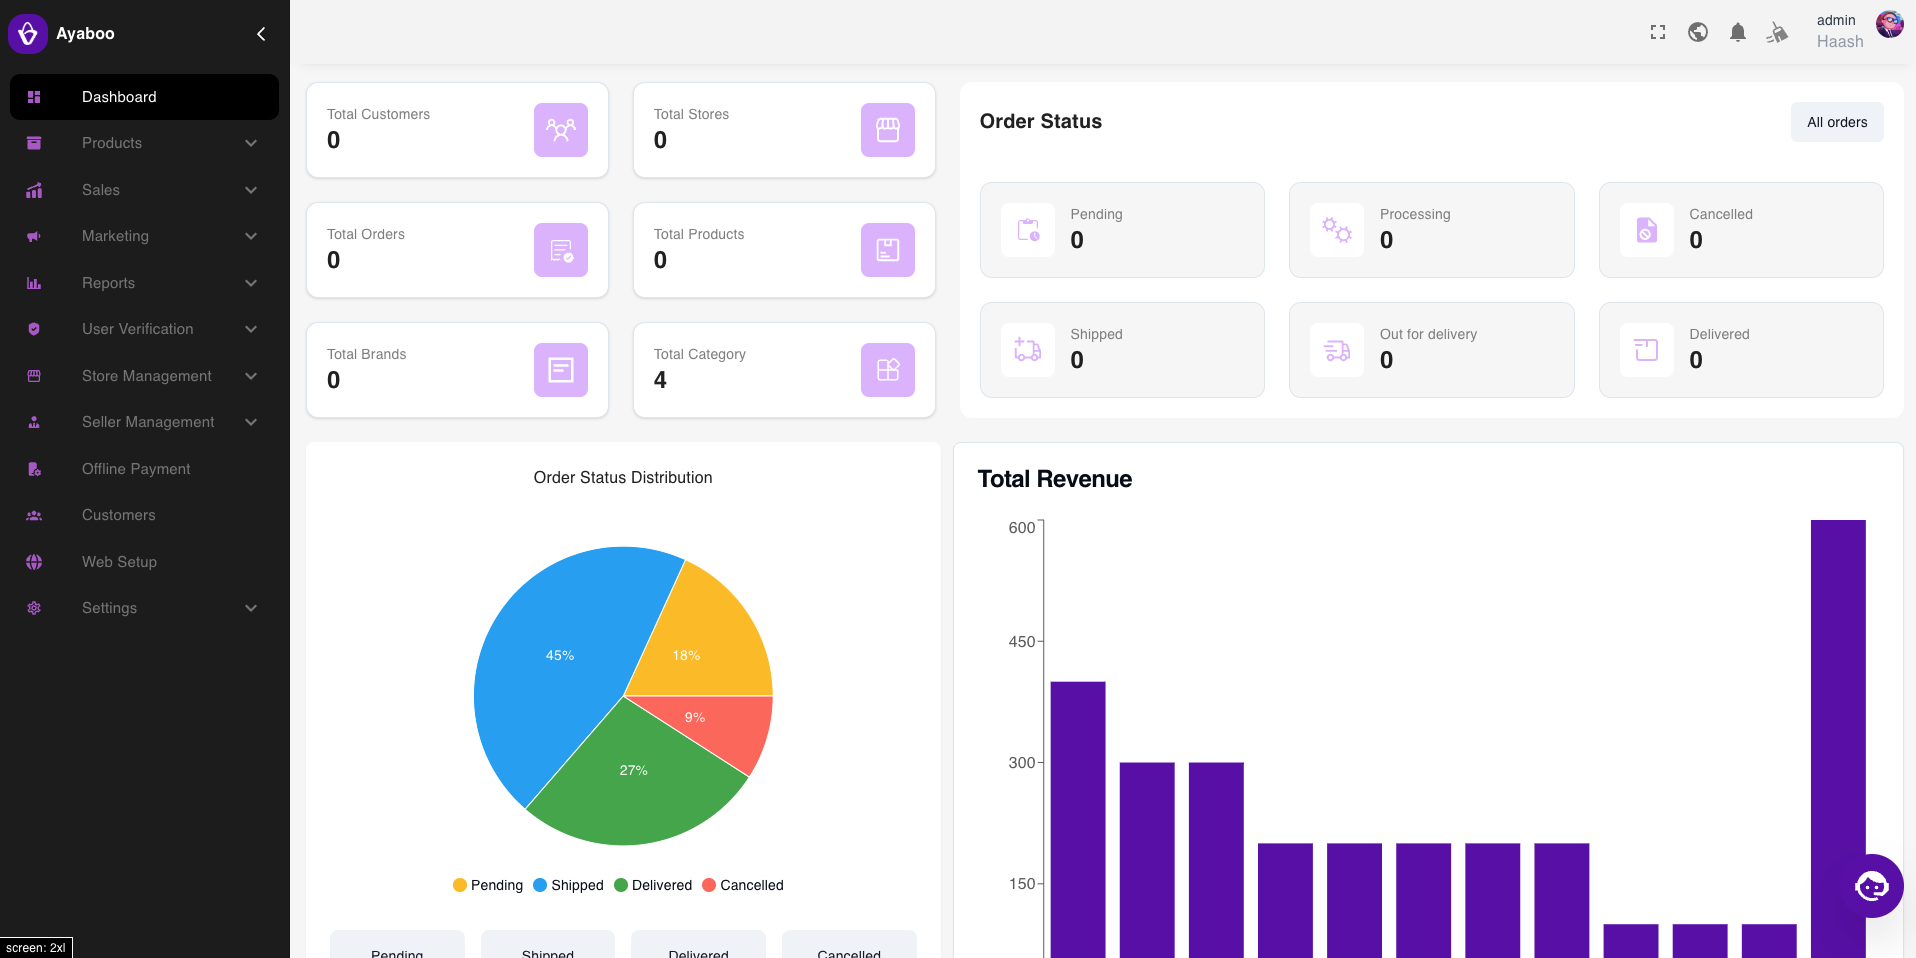 Ayaboo
Dashboard
Products
Sales
Marketing
Reports
User Verification
Store Management
Seller Management
Offline Payment
Customers
Web Setup
Settings
screen: 2xl
admin
Haash
Total Customers
0
Total Stores
0
Total Orders
0
Total Products
0
Total Brands
0
Total Category
4
Order Status
All orders
Pending
0
Processing
0
Cancelled
0
Shipped
0
Out for delivery
0
Delivered
0
Order Status Distribution
45%
18%
9%
27%
Pending
Shipped
Delivered
Cancelled
Pending
Shipped
Delivered
Cancelled
Total Revenue
600
450
300
150